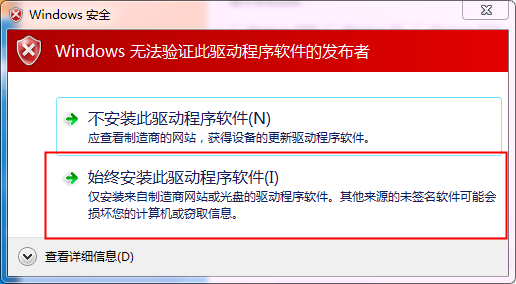 Windows 安全
Windows 无法验证此驱动程序软件的发布者
不安装此驱动程序软件(N)
应查看制造商的网站，获得设备的更新驱动程序软件。
始终安装此驱动程序软件(I)
仅安装来自制造商网站或光盘的驱动程序软件。其他来源的未签名软件可能会
损坏您的计算机或窃取信息。
查看详细信息(D)